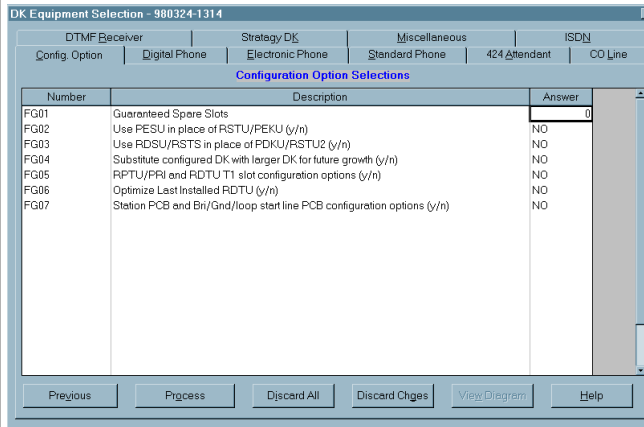 DK Equipment Selection - 980324-1314
DTMF Receiver Stratagy DK Miscellaneous ISDN
Config. Option Digital Phone Electronic Phone Standard Phone 424 Attendant CO Line
Configuration Option Selections
Number Description Answer
FG01 Guaranteed Spare Slots 0
FG02 Use PESU in place of RSTU/PEKU (y/n) NO
FG03 Use RDSU/RSTS in place of PDKU/RSTU2 (y/n) NO
FG04 Substitute configured DK with larger DK for future growth (y/n) NO
FG05 RPTU/PRI and RDTU T1 slot configuration options (y/n) NO
FG06 Optimize Last Installed RDTU (y/n) NO
FG07 Station PCB and Bri/Gnd/loop start line PCB configuration options (y/n) NO
Previous Process Discard All Discard Chges View Diagram Help